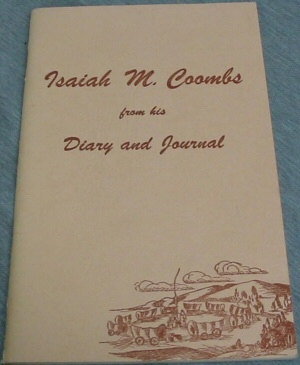 Isaiah M. Coombs
from his
Diary and Journal